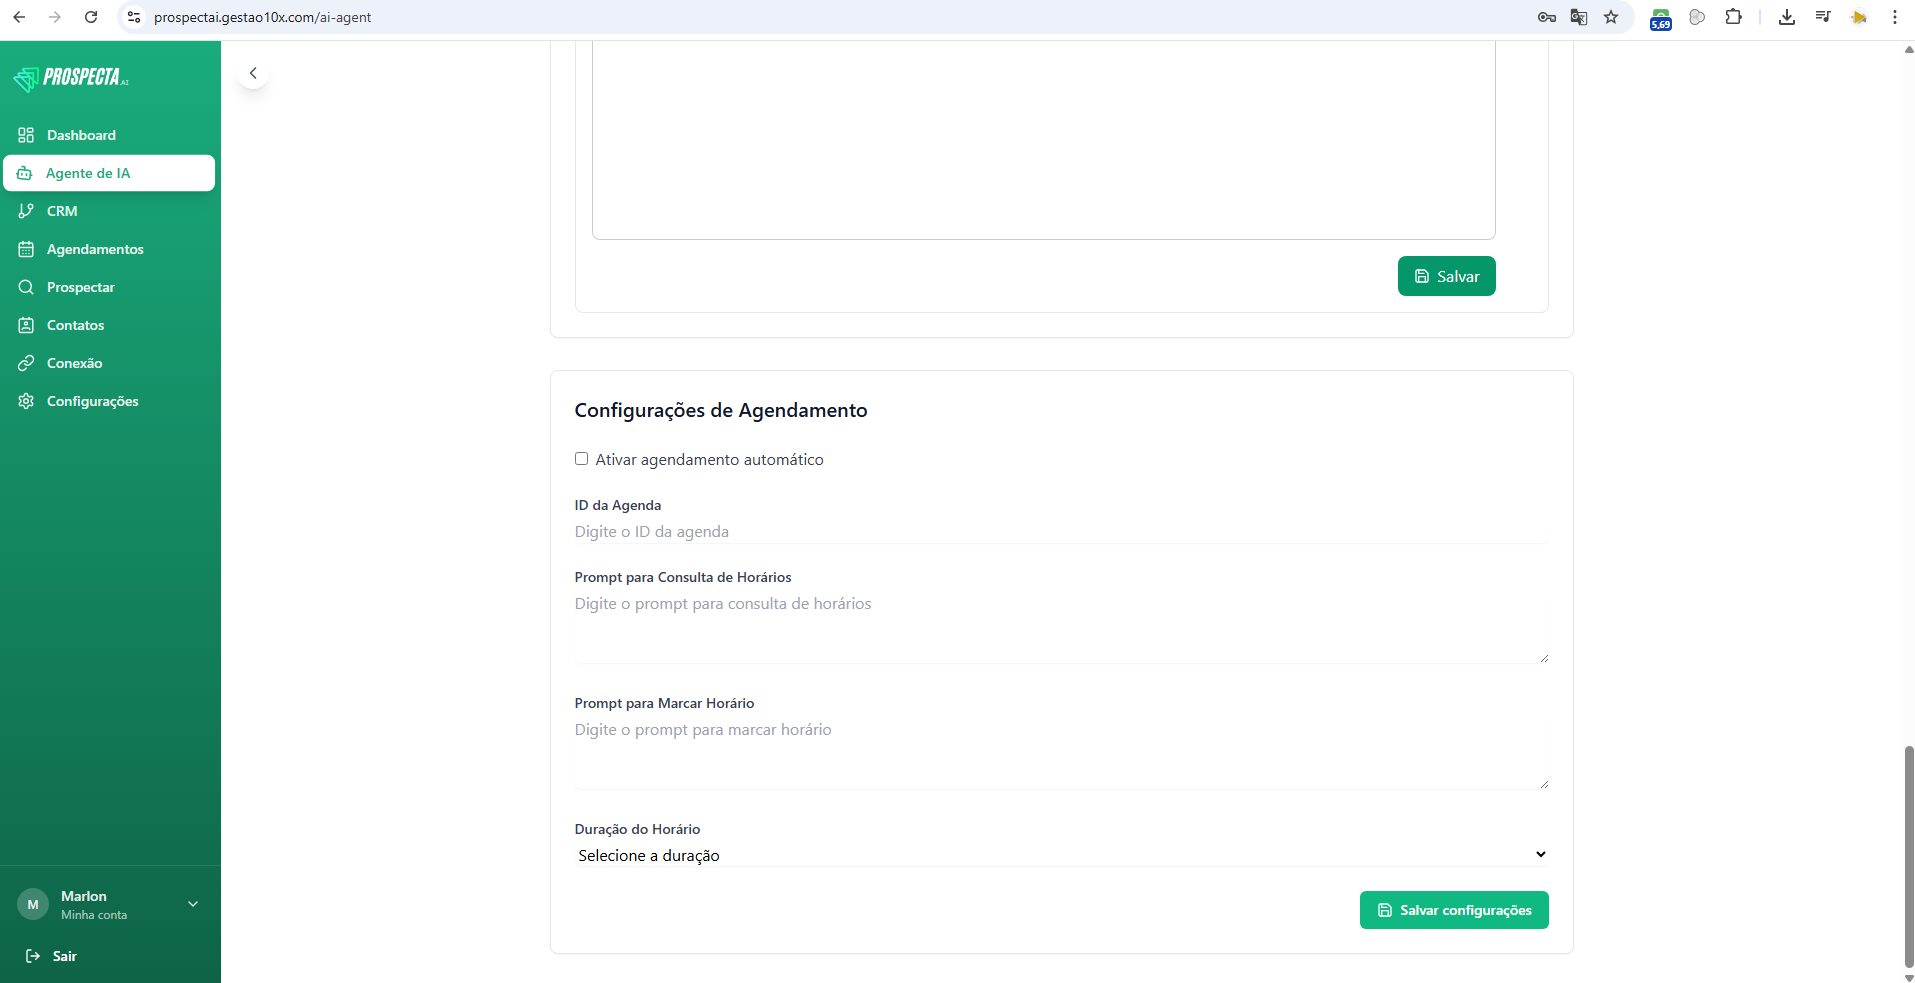 prospectai.gestao10x.com/ai-agent
5,69
PROSPECTA.AI
Dashboard
Agente de IA
CRM
Agendamentos
Prospectar
Contatos
Conexão
Configurações
M
Marlon
Minha conta
Sair
Salvar
Configurações de Agendamento
Ativar agendamento automático
ID da Agenda
Digite o ID da agenda
Prompt para Consulta de Horários
Digite o prompt para consulta de horários
Prompt para Marcar Horário
Digite o prompt para marcar horário
Duração do Horário
Selecione a duração
Salvar configurações